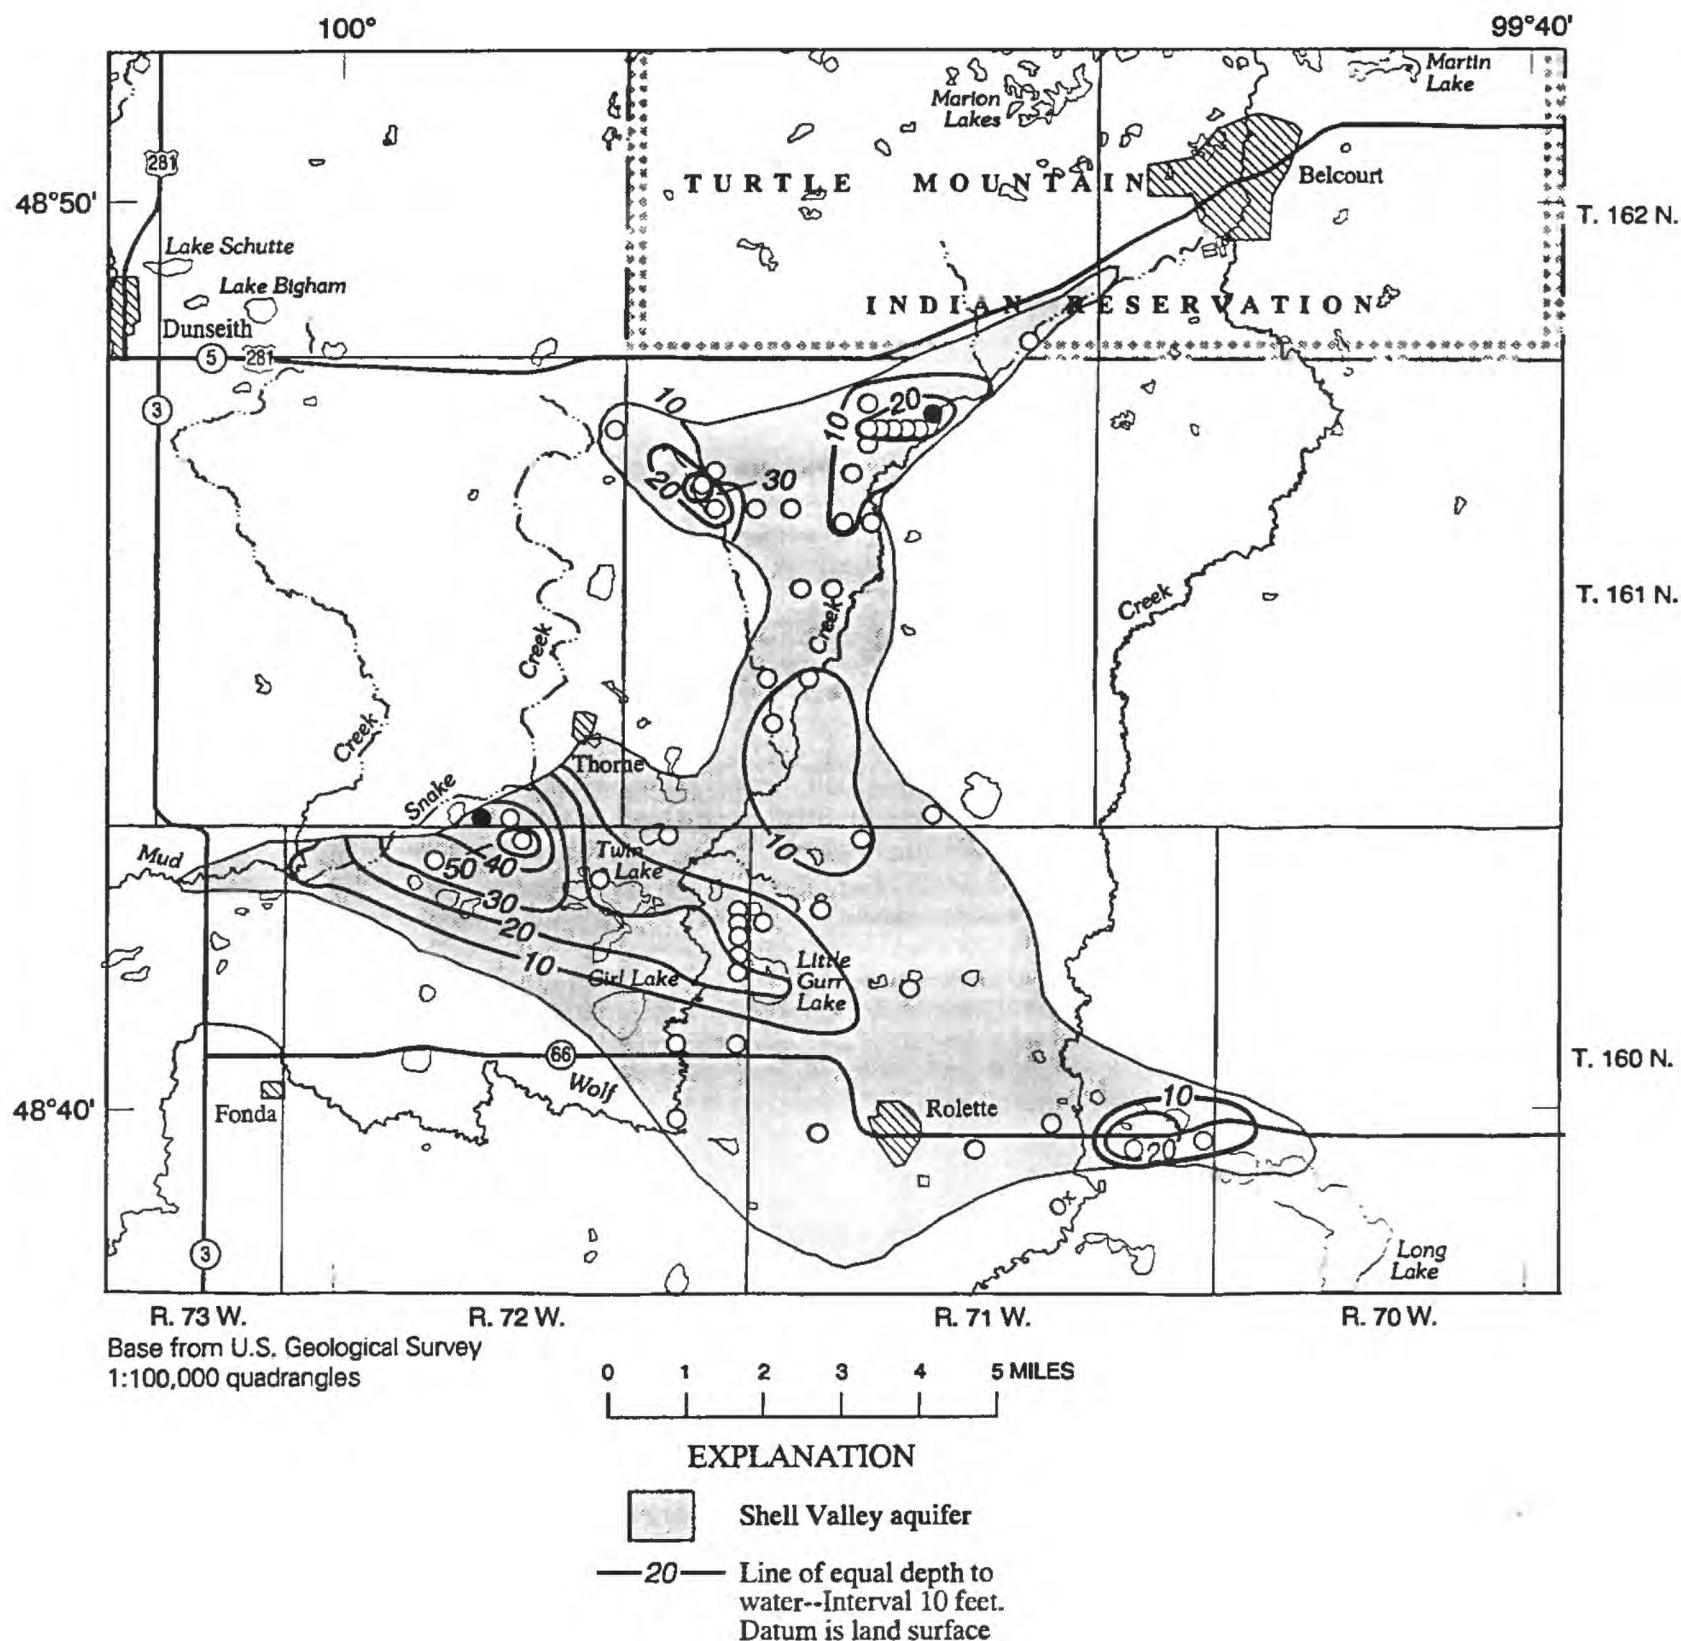 100°
99°40'
Martin
Lake
Marion
Lakes
281
TURTLE MOUNTAIN
Belcourt
48°50'
T. 162 N.
Lake Schutte
Lake Bigham
INDIAN RESERVATION
Dunseith
5
281
3
10
20
10
20
30
Creek
T. 161 N.
Creek
Creek
Creek
Thorne
Snake
10
Mud
Twin
Lake
50
40
30
20
10
Little
Gurr
Lake
Girl Lake
66
Wolf
T. 160 N.
10
48°40'
Fonda
Rolette
20
3
Long
Lake
R. 73 W.
R. 72 W.
R. 71 W.
R. 70 W.
Base from U.S. Geological Survey
1:100,000 quadrangles
0 1 2 3 4 5 MILES
EXPLANATION
Shell Valley aquifer
20 Line of equal depth to
water--Interval 10 feet.
Datum is land surface